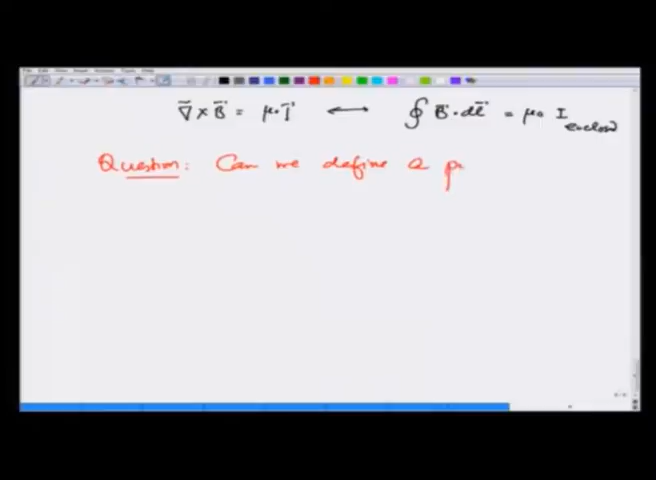 ∇̄ × B̄ = μ₀ J̄ ⟷ ∮ B̄ · dl̄ = μ₀ I enclosed
Question: Can we define a p